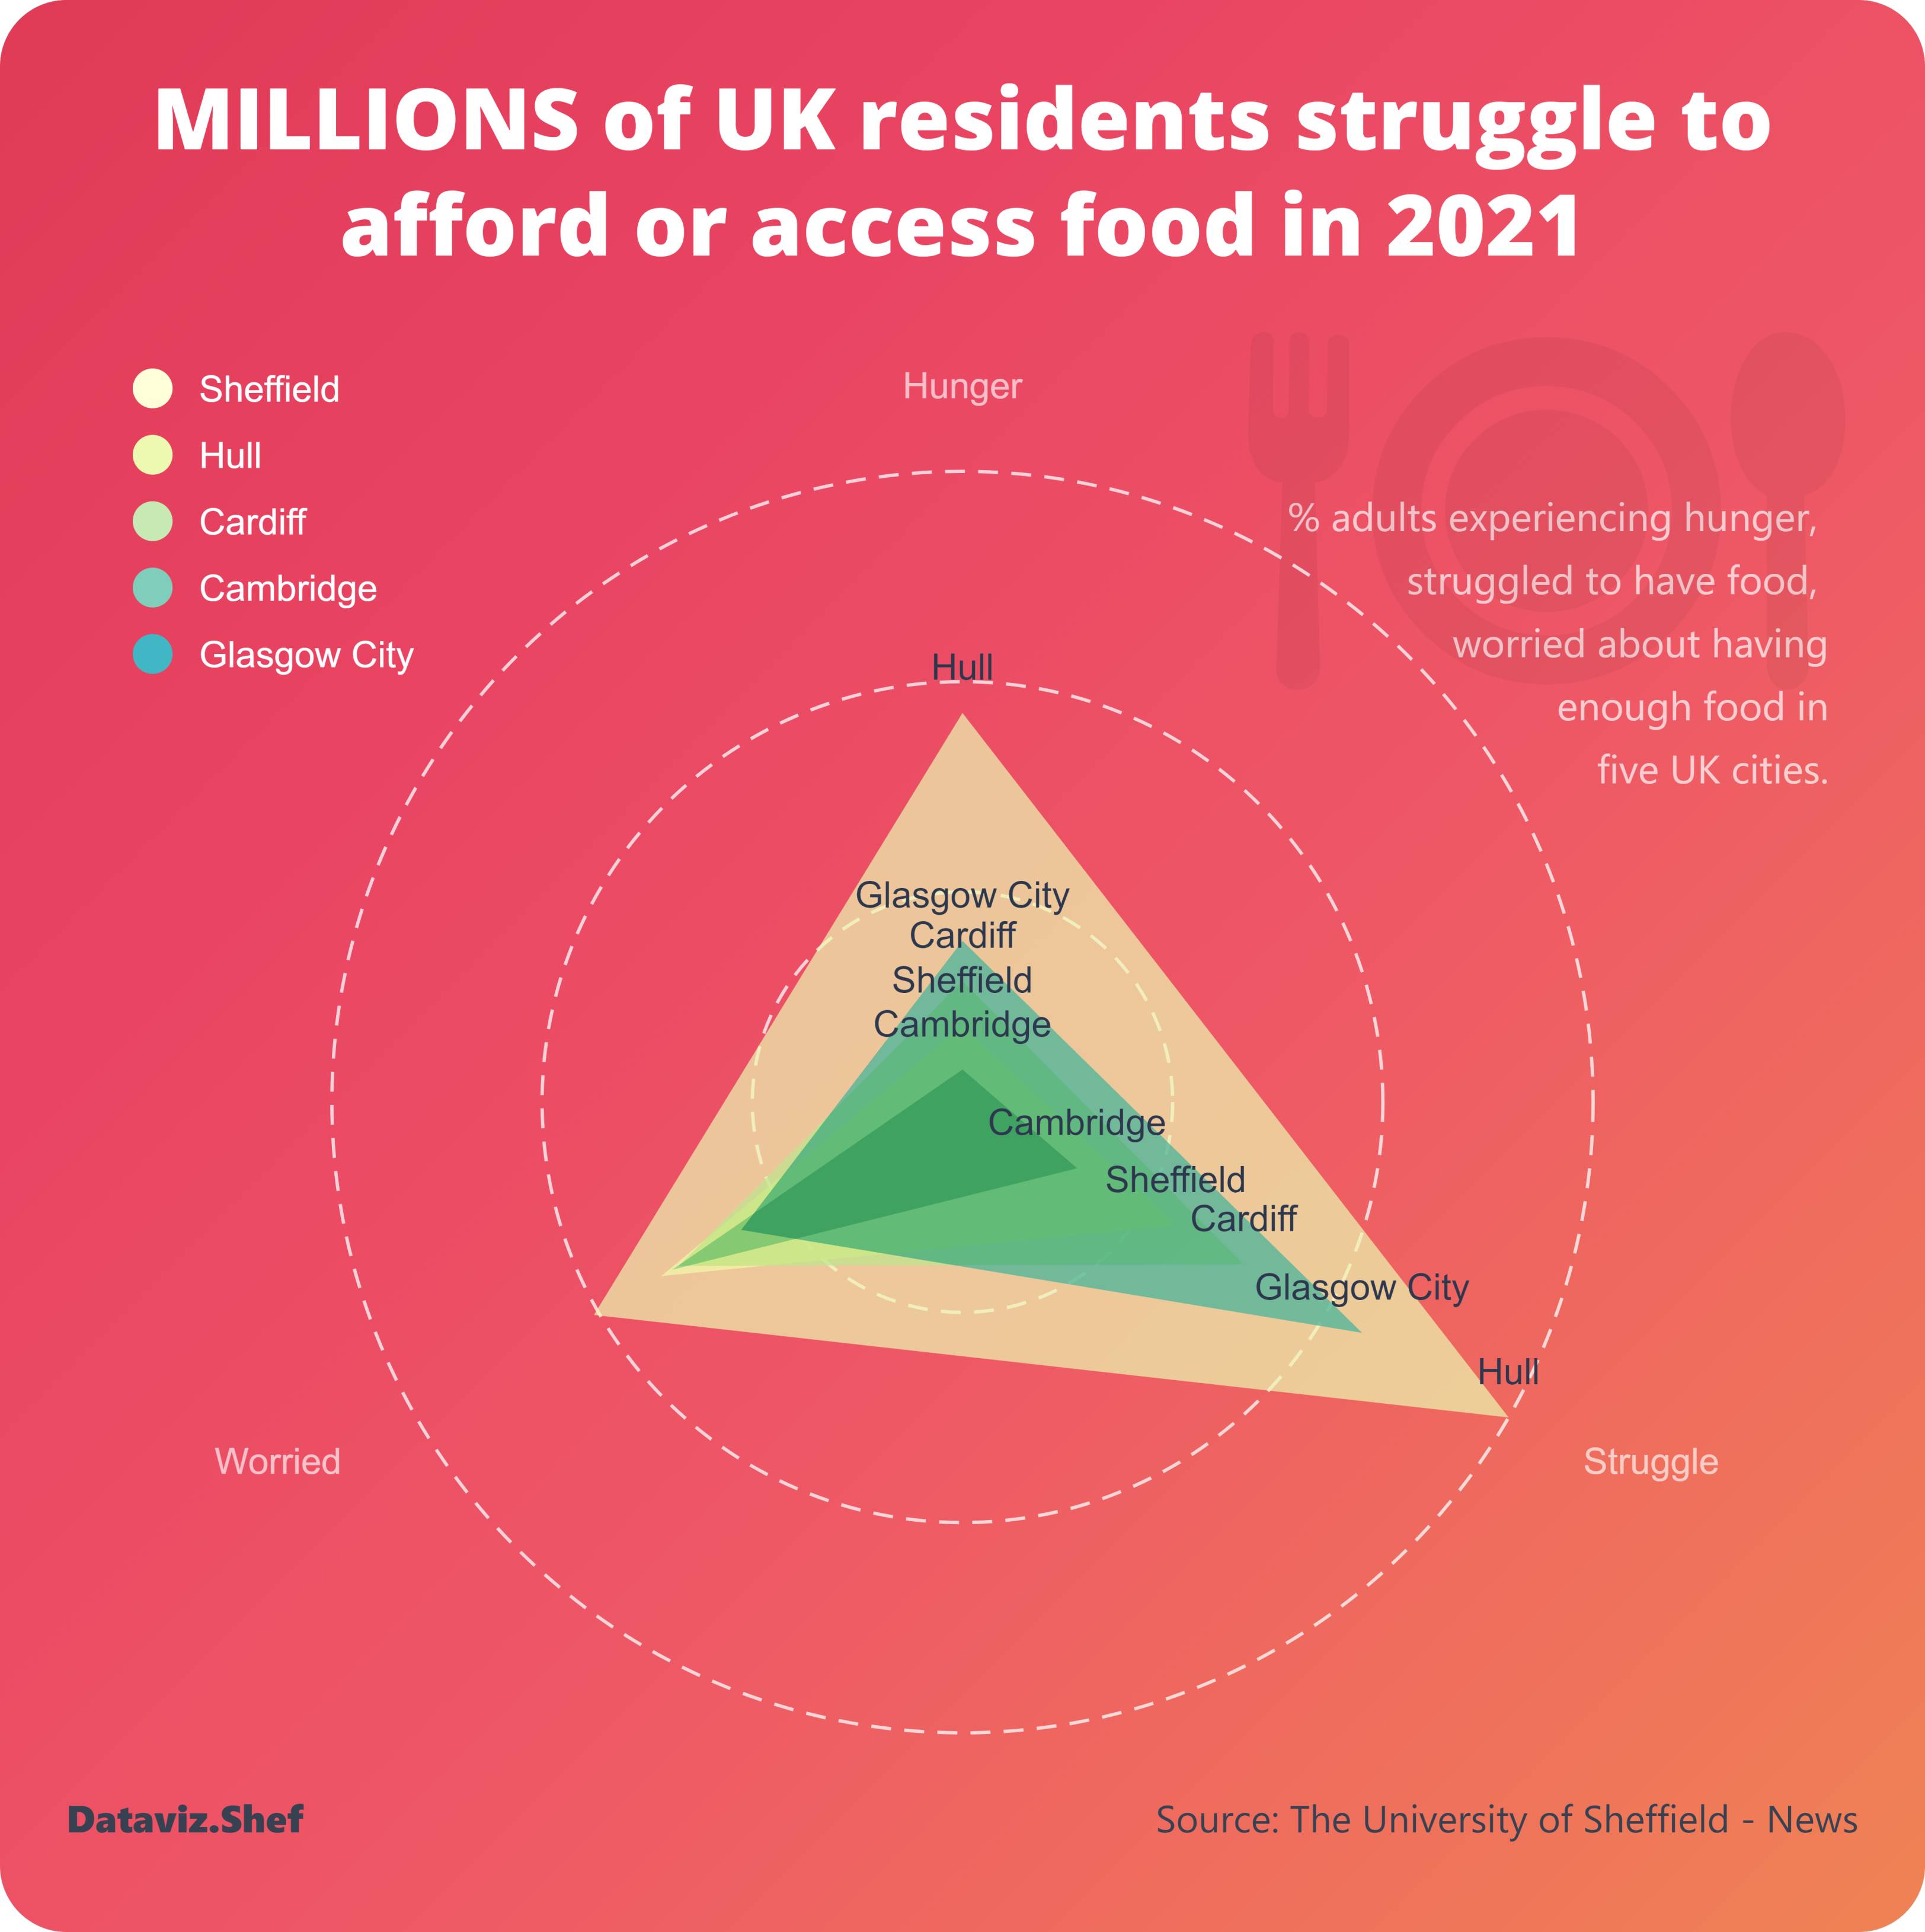 MILLIONS of UK residents struggle to
afford or access food in 2021
Sheffield
Hull
Cardiff
Cambridge
Glasgow City
Hunger
% adults experiencing hunger,
struggled to have food,
worried about having
enough food in
five UK cities.
Hull
Glasgow City
Cardiff
Sheffield
Cambridge
Cambridge
Sheffield
Cardiff
Glasgow City
Hull
Worried
Struggle
Dataviz.Shef
Source: The University of Sheffield - News